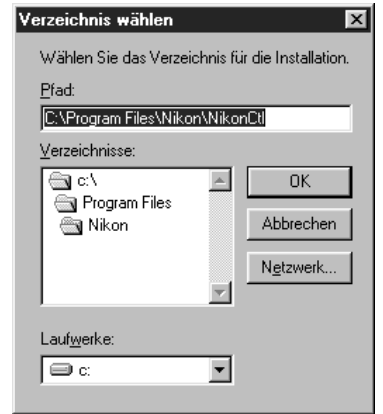 Verzeichnis wählen
Wählen Sie das Verzeichnis für die Installation.
Pfad:
C:\Program Files\Nikon\NikonCtl
Verzeichnisse:
c:\
Program Files
Nikon
OK
Abbrechen
Netzwerk...
Laufwerke:
c: